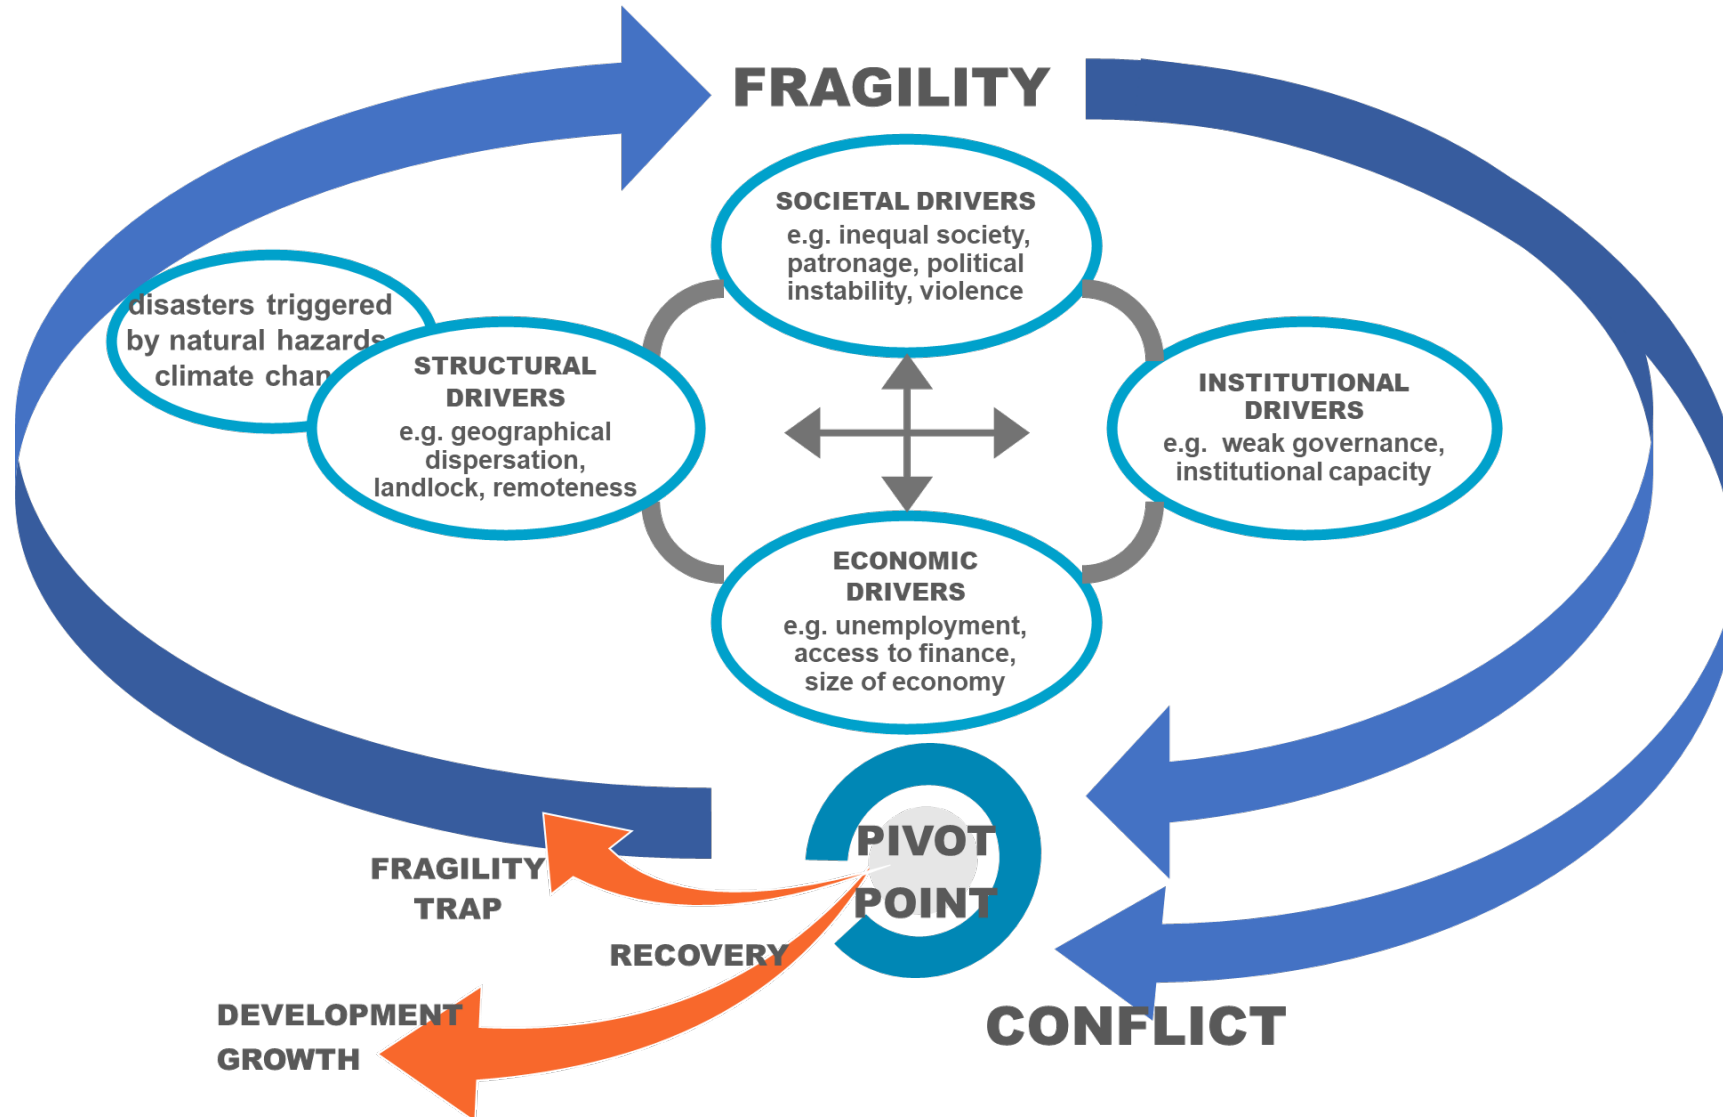 FRAGILITY
SOCIETAL DRIVERS
e.g. inequal society,
patronage, political
instability, violence
disasters triggered
by natural hazards,
climate chan
STRUCTURAL
DRIVERS
e.g. geographical
dispersation,
landlock, remoteness
INSTITUTIONAL
DRIVERS
e.g. weak governance,
institutional capacity
ECONOMIC
DRIVERS
e.g. unemployment,
access to finance,
size of economy
PIVOT
POINT
FRAGILITY
TRAP
RECOVERY
DEVELOPMENT
GROWTH
CONFLICT